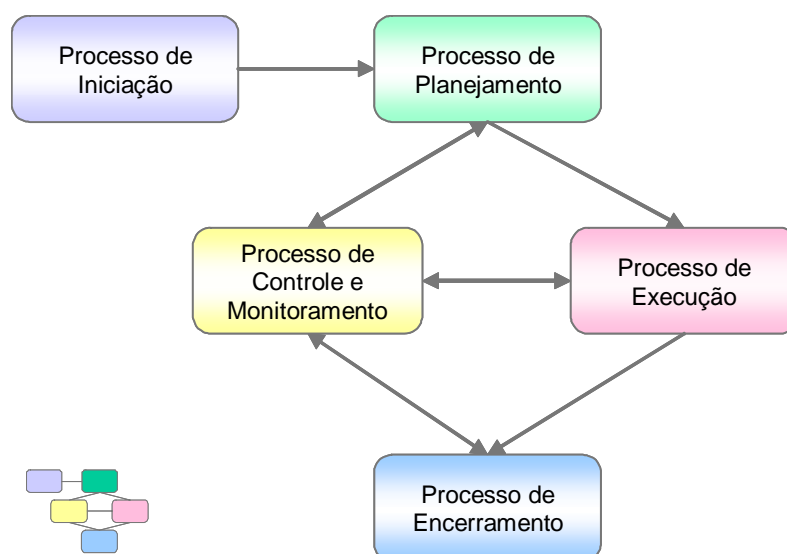 Processo de
Iniciação
Processo de
Planejamento
Processo de
Controle e
Monitoramento
Processo de
Execução
Processo de
Encerramento